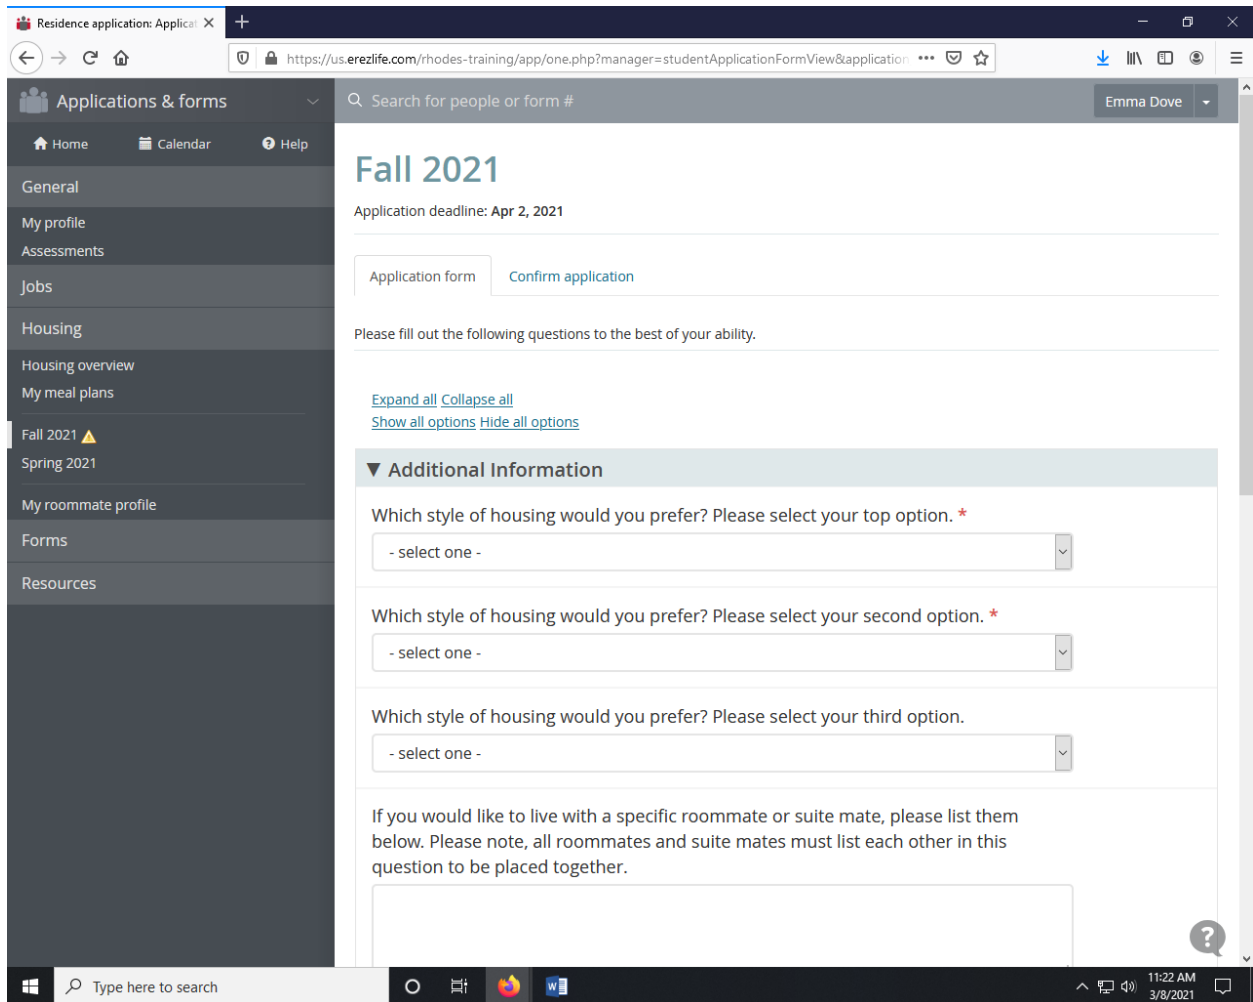 Residence application: Applicat
https://us.erezlife.com/rhodes-training/app/one.php?manager=studentApplicationFormView&application
Applications & forms
Search for people or form #
Emma Dove
Home
Calendar
Help
General
My profile
Assessments
Jobs
Housing
Housing overview
My meal plans
Fall 2021
Spring 2021
My roommate profile
Forms
Resources
Fall 2021
Application deadline: Apr 2, 2021
Application form
Confirm application
Please fill out the following questions to the best of your ability.
Expand all Collapse all
Show all options Hide all options
▼ Additional Information
Which style of housing would you prefer? Please select your top option. *
- select one -
Which style of housing would you prefer? Please select your second option. *
- select one -
Which style of housing would you prefer? Please select your third option.
- select one -
If you would like to live with a specific roommate or suite mate, please list them
below. Please note, all roommates and suite mates must list each other in this
question to be placed together.
Type here to search
11:22 AM
3/8/2021